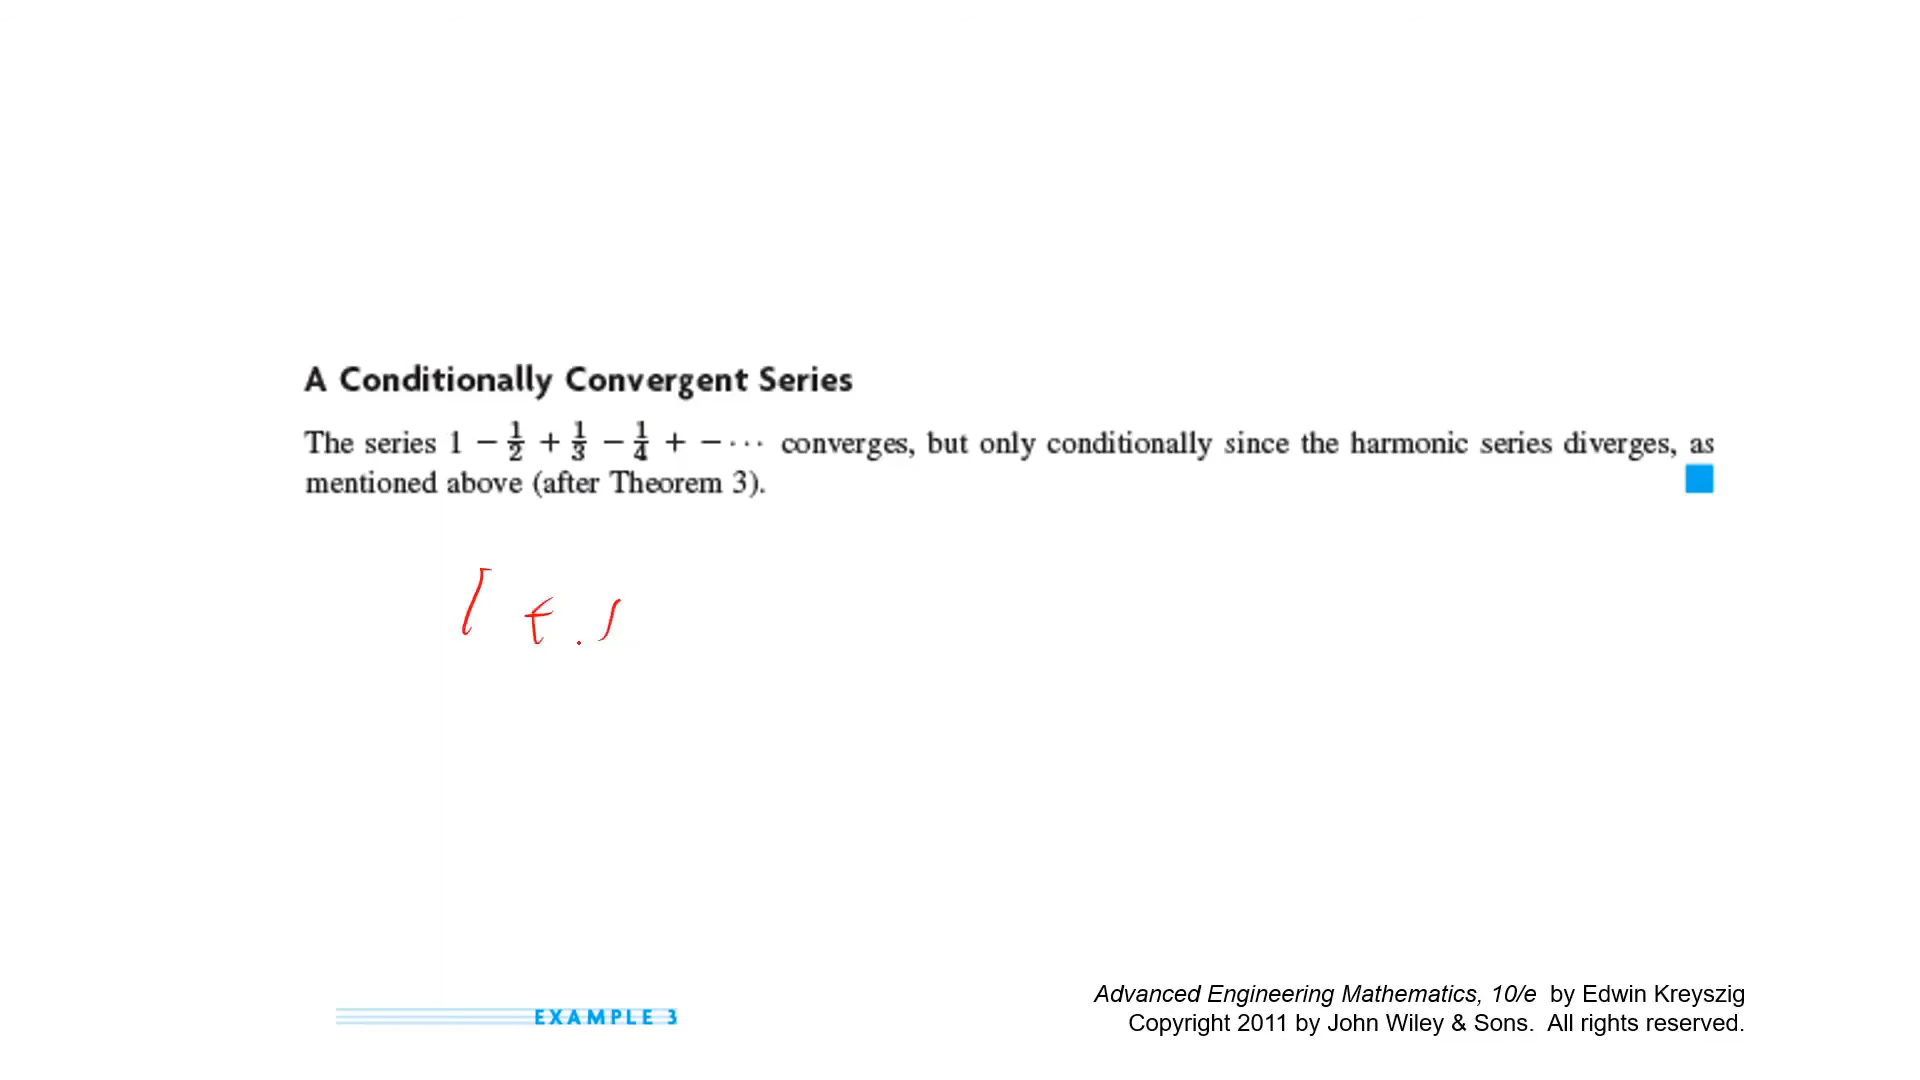 A Conditionally Convergent Series
The series 1 − 1/2 + 1/3 − 1/4 + − ··· converges, but only conditionally since the harmonic series diverges, as
mentioned above (after Theorem 3).
EXAMPLE 3
Advanced Engineering Mathematics, 10/e by Edwin Kreyszig
Copyright 2011 by John Wiley & Sons. All rights reserved.